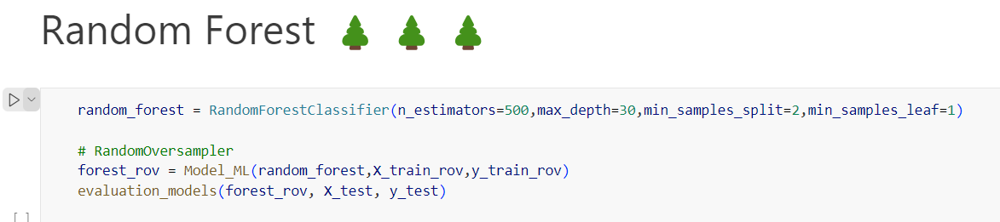 Random Forest 🌲 🌲 🌲
random_forest = RandomForestClassifier(n_estimators=500,max_depth=30,min_samples_split=2,min_samples_leaf=1)
# RandomOversampler
forest_rov = Model_ML(random_forest,X_train_rov,y_train_rov)
evaluation_models(forest_rov, X_test, y_test)
[ ]